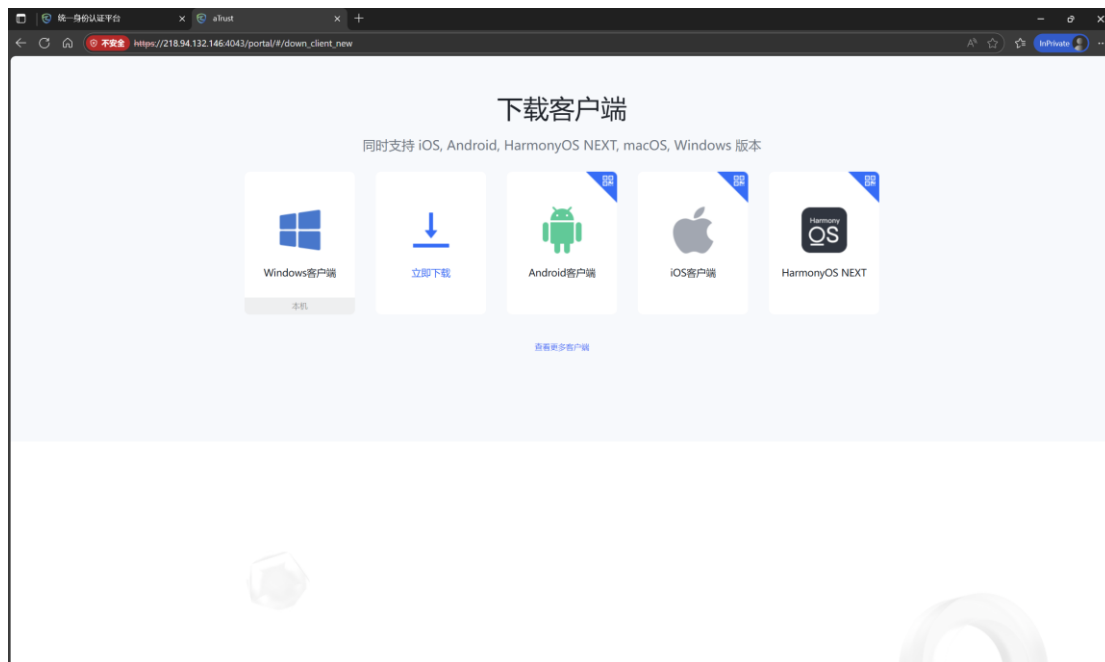 统一身份认证平台
aTrust
不安全 https://218.94.132.146:4043/portal/#/down_client_new
InPrivate
下载客户端
同时支持 iOS, Android, HarmonyOS NEXT, macOS, Windows 版本
Windows客户端
本机
立即下载
Android客户端
iOS客户端
Harmony
OS
HarmonyOS NEXT
查看更多客户端